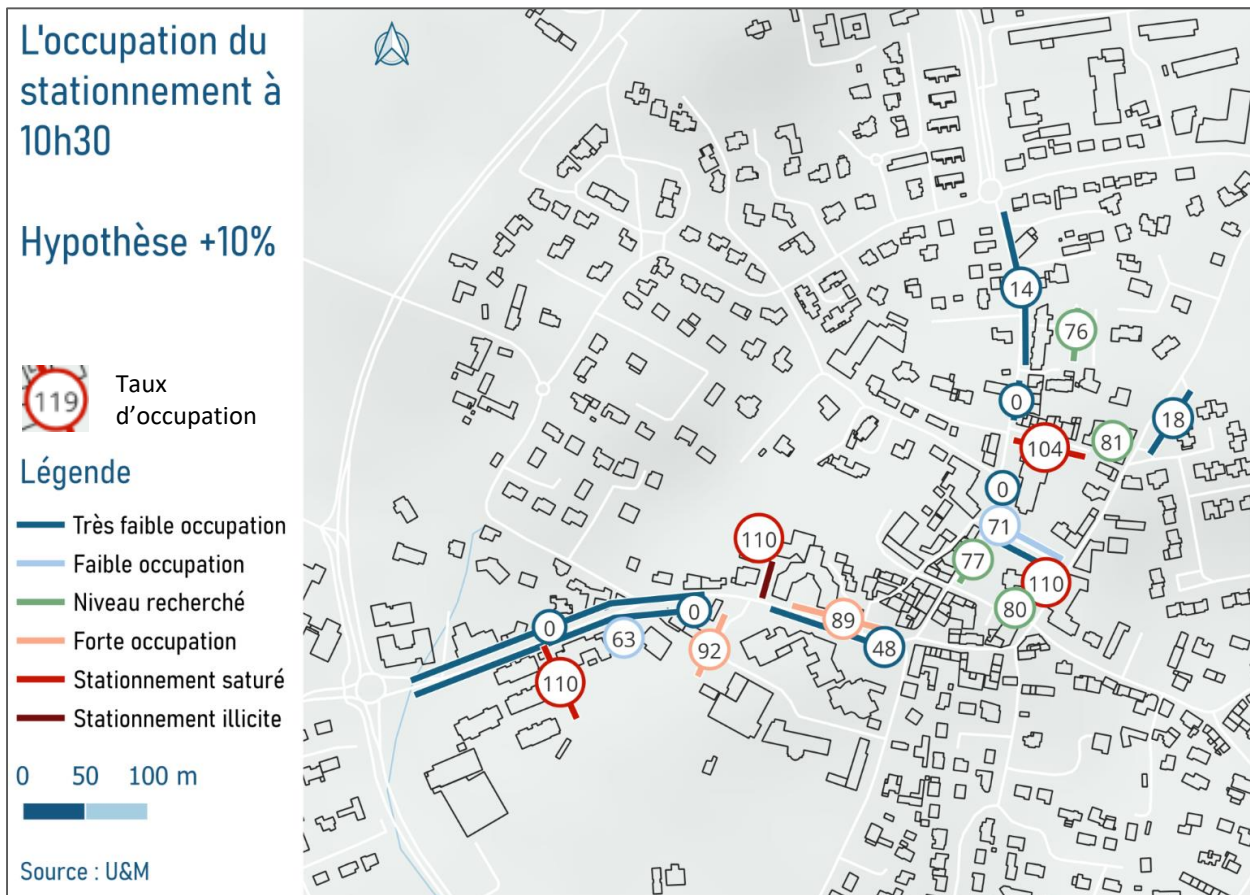 L'occupation du
stationnement à
10h30
Hypothèse +10%
119
Taux
d'occupation
Légende
Très faible occupation
Faible occupation
Niveau recherché
Forte occupation
Stationnement saturé
Stationnement illicite
0 50 100 m
Source : U&M
14
76
0
18
81
104
0
71
110
77
110
80
0
0
89
63
92
48
110